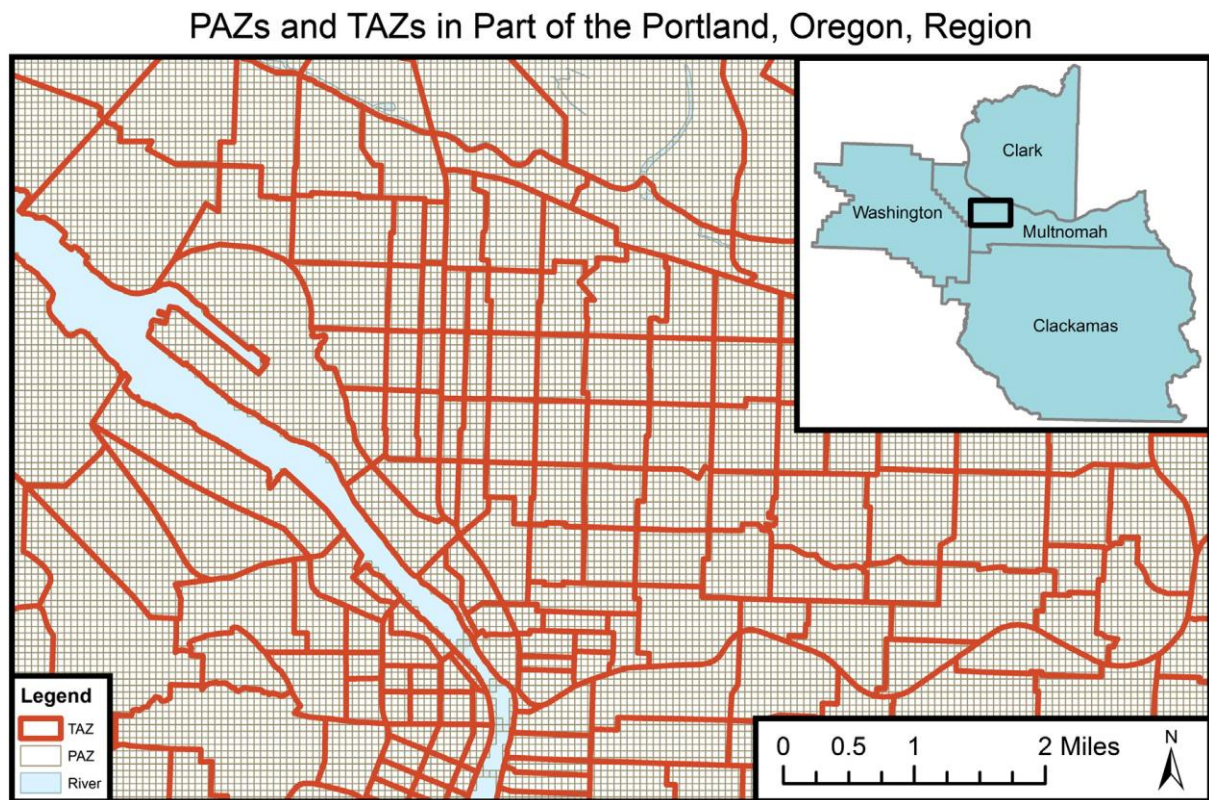 PAZs and TAZs in Part of the Portland, Oregon, Region
Clark
Washington
Multnomah
Clackamas
Legend
TAZ
PAZ
River
0 0.5 1 2 Miles
N